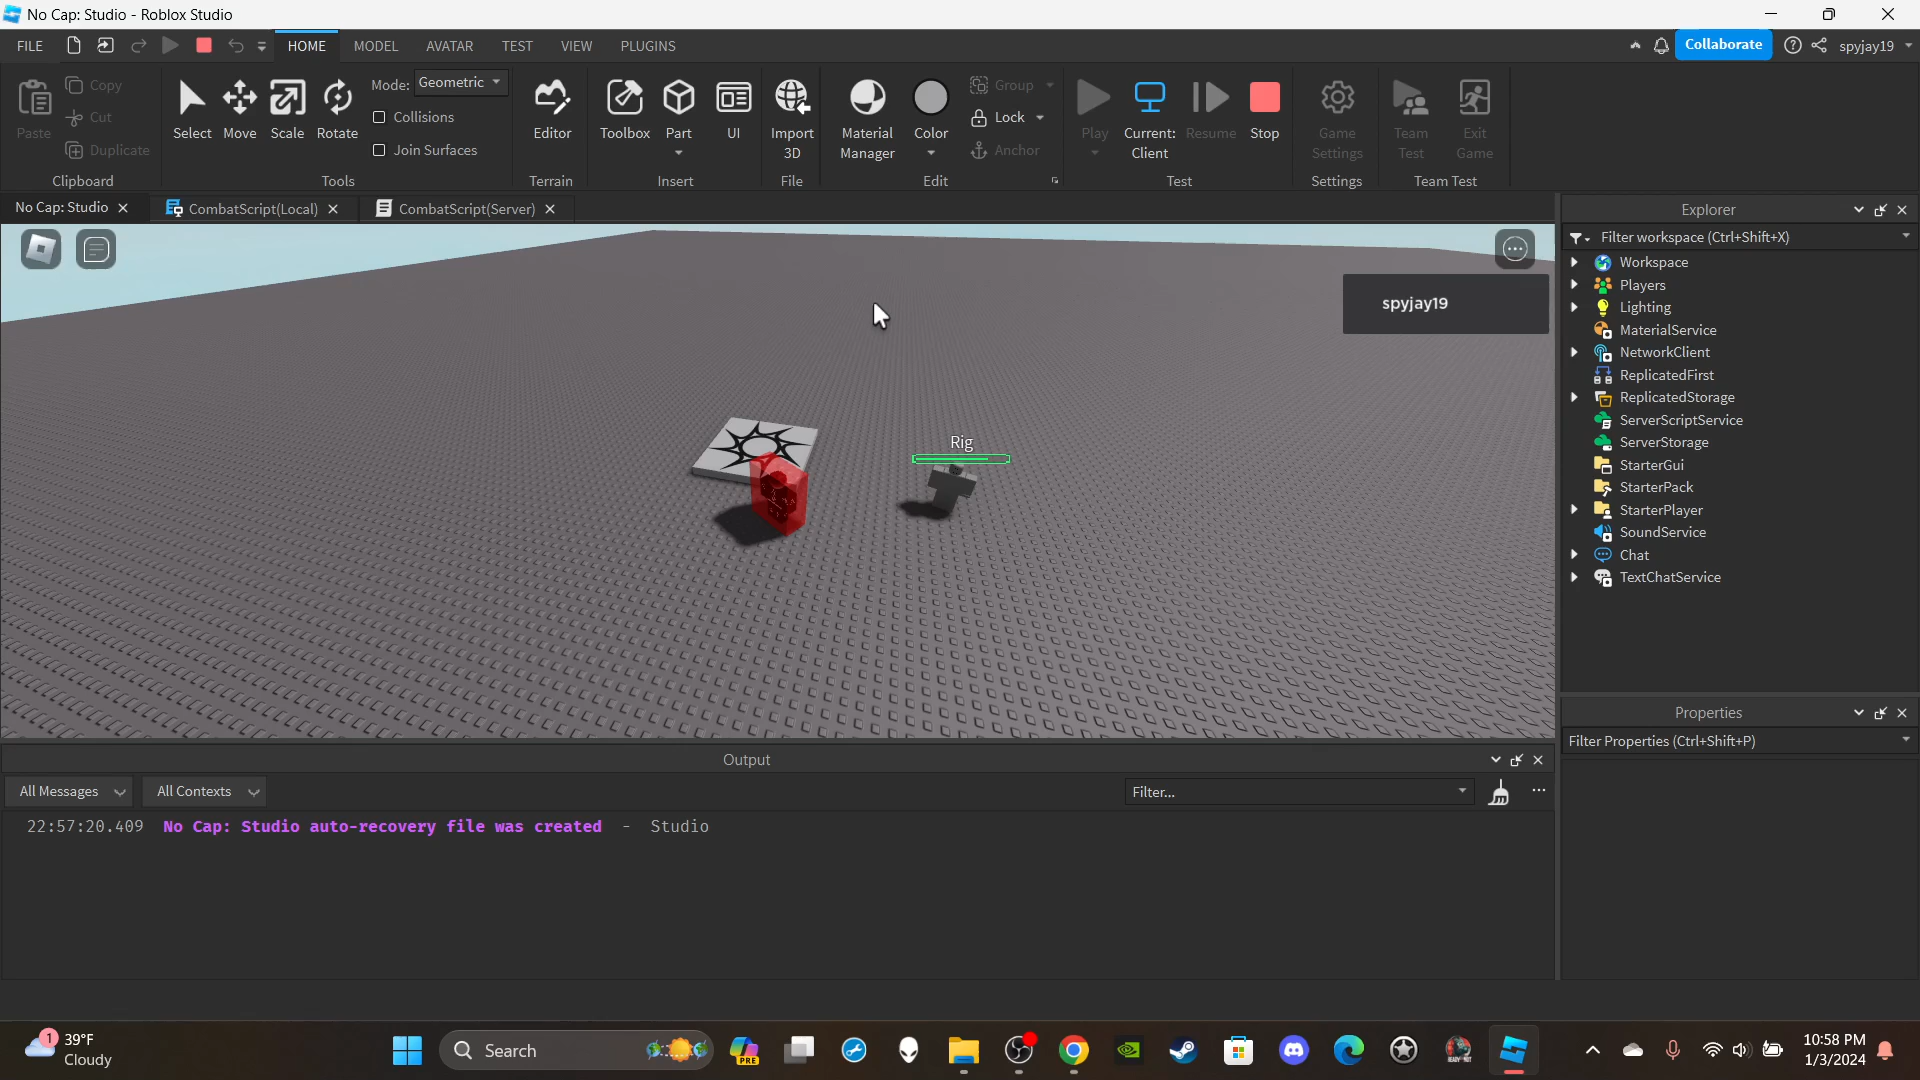 No Cap: Studio - Roblox Studio
FILE HOME MODEL AVATAR TEST VIEW PLUGINS Collaborate spyjay19
Paste
Copy
Cut
Duplicate
Clipboard
Select Move Scale Rotate
Mode: Geometric
Collisions
Join Surfaces
Tools
Editor
Terrain
Toolbox Part UI
Insert
Import
3D
File
Material
Manager
Color
Group
Lock
Anchor
Edit
Play
Current:
Client
Resume
Stop
Test
Game
Settings
Settings
Team
Test
Exit
Game
Team Test
No Cap: Studio CombatScript(Local) CombatScript(Server)
spyjay19
Rig
Explorer
Filter workspace (Ctrl+Shift+X)
Workspace
Players
Lighting
MaterialService
NetworkClient
ReplicatedFirst
ReplicatedStorage
ServerScriptService
ServerStorage
StarterGui
StarterPack
StarterPlayer
SoundService
Chat
TextChatService
Properties
Filter Properties (Ctrl+Shift+P)
Output
All Messages All Contexts Filter...
22:57:20.409 No Cap: Studio auto-recovery file was created - Studio
1
39°F
Cloudy
Search
PRE
10:58 PM
1/3/2024